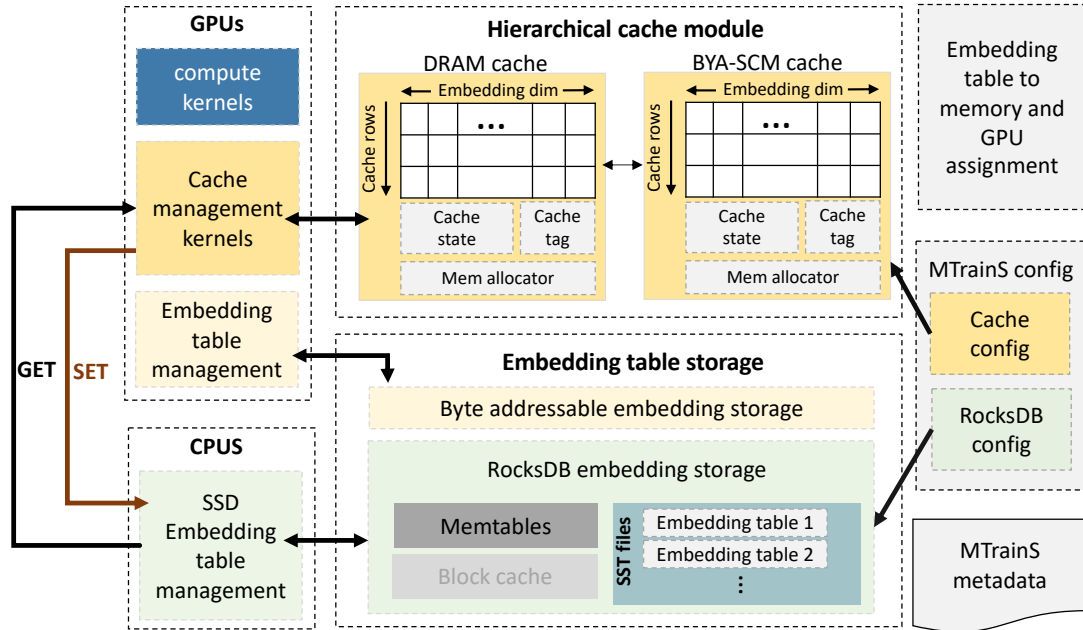 GPUs
compute
kernels
Cache
management
kernels
Embedding
table
management
GET
SET
CPUS
SSD
Embedding
table
management
Hierarchical cache module
DRAM cache
Embedding dim
Cache rows
...
Cache
state
Cache
tag
Mem allocator
BYA-SCM cache
Embedding dim
Cache rows
...
Cache
state
Cache
tag
Mem allocator
Embedding table storage
Byte addressable embedding storage
RocksDB embedding storage
Memtables
Block cache
SST files
Embedding table 1
Embedding table 2
⋮
Embedding
table to
memory and
GPU
assignment
MTrainS config
Cache
config
RocksDB
config
MTrainS
metadata